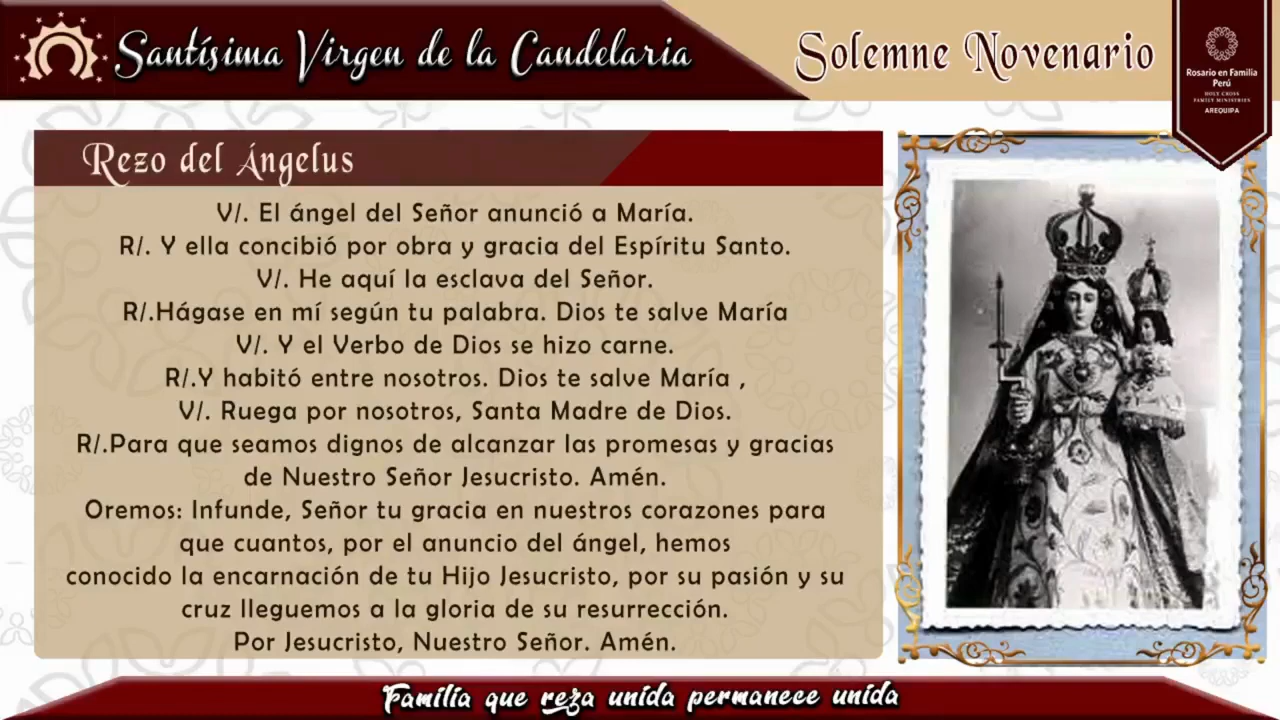 Santísima Virgen de la Candelaria
Solemne Novenario
Rosario en Familia
Perú
HOLY CROSS
FAMILY MINISTRIES
AREQUIPA
Rezo del Ángelus
V/. El ángel del Señor anunció a María.
R/. Y ella concibió por obra y gracia del Espíritu Santo.
V/. He aquí la esclava del Señor.
R/.Hágase en mí según tu palabra. Dios te salve María
V/. Y el Verbo de Dios se hizo carne.
R/.Y habitó entre nosotros. Dios te salve María ,
V/. Ruega por nosotros, Santa Madre de Dios.
R/.Para que seamos dignos de alcanzar las promesas y gracias
de Nuestro Señor Jesucristo. Amén.
Oremos: Infunde, Señor tu gracia en nuestros corazones para
que cuantos, por el anuncio del ángel, hemos
conocido la encarnación de tu Hijo Jesucristo, por su pasión y su
cruz lleguemos a la gloria de su resurrección.
Por Jesucristo, Nuestro Señor. Amén.
Familia que reza unida permanece unida